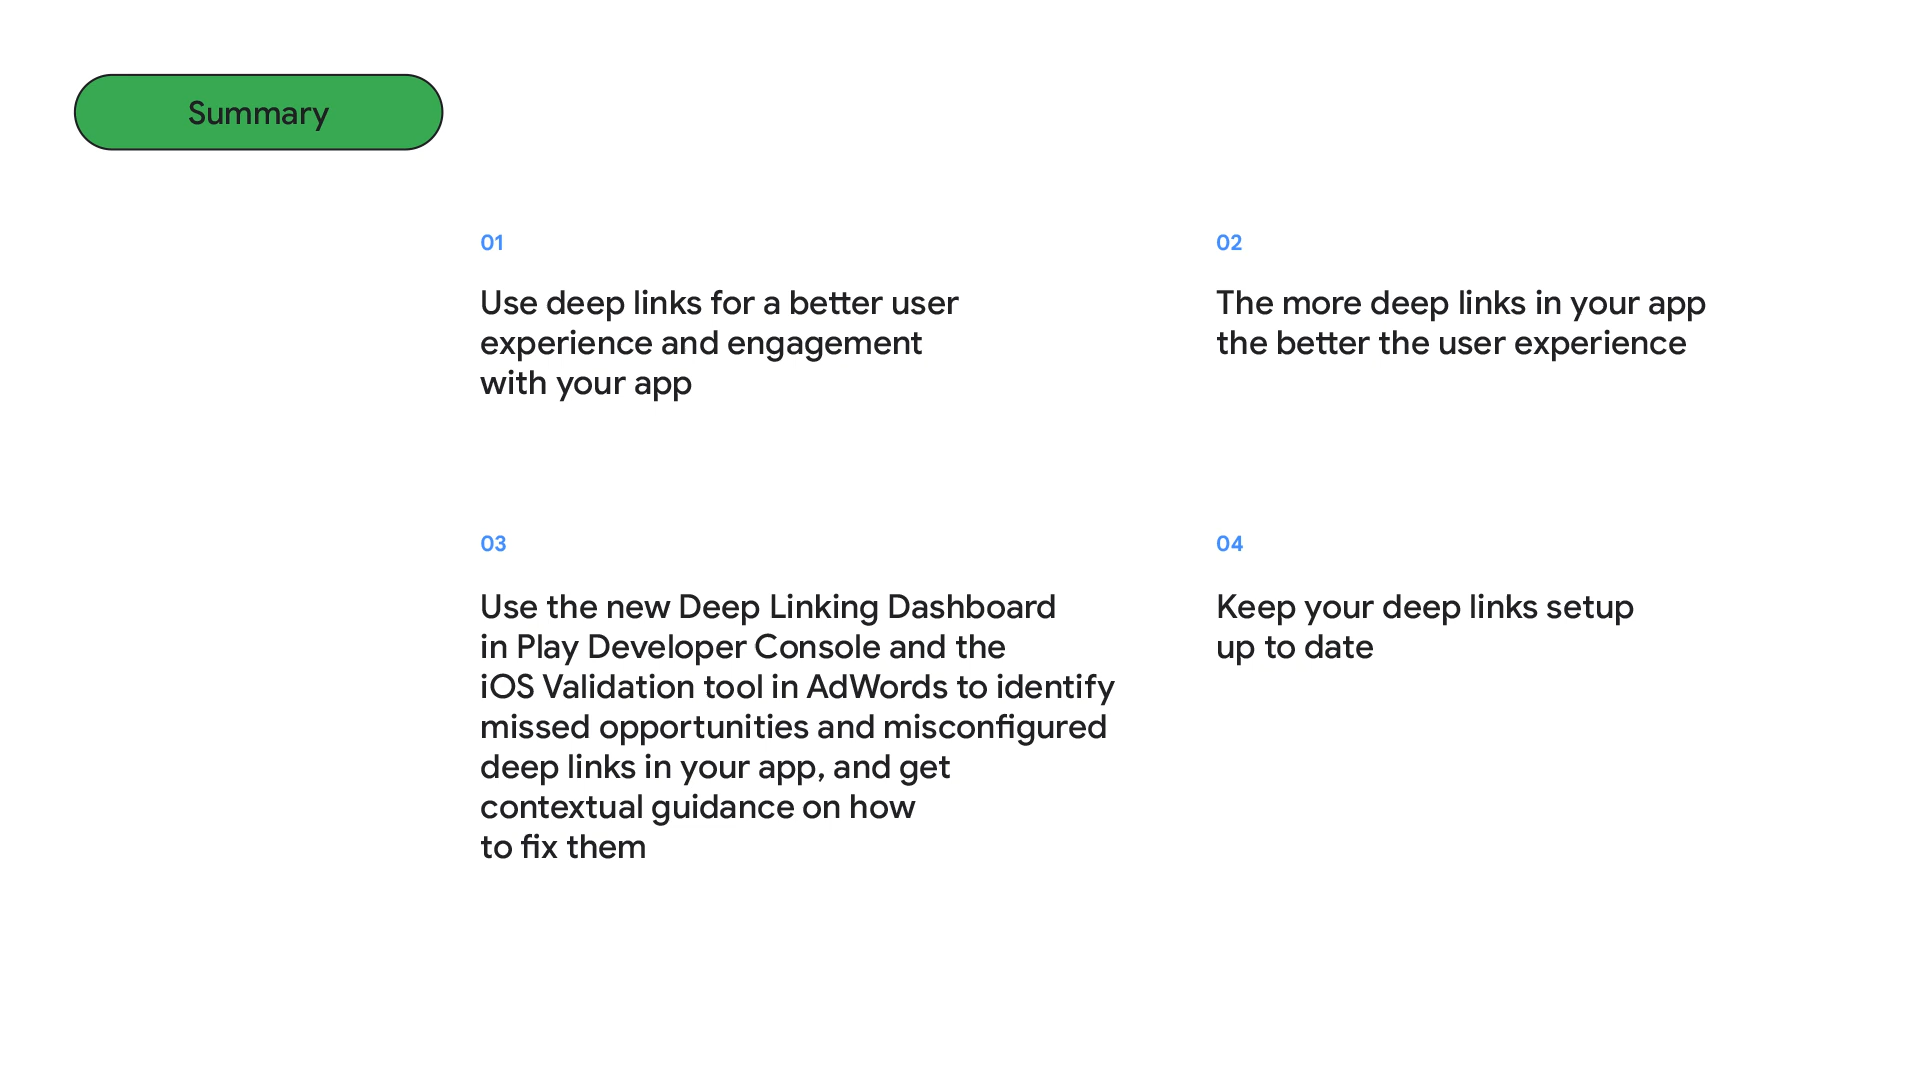 Summary
01
Use deep links for a better user
experience and engagement
with your app
02
The more deep links in your app
the better the user experience
03
Use the new Deep Linking Dashboard
in Play Developer Console and the
iOS Validation tool in AdWords to identify
missed opportunities and misconfigured
deep links in your app, and get
contextual guidance on how
to fix them
04
Keep your deep links setup
up to date